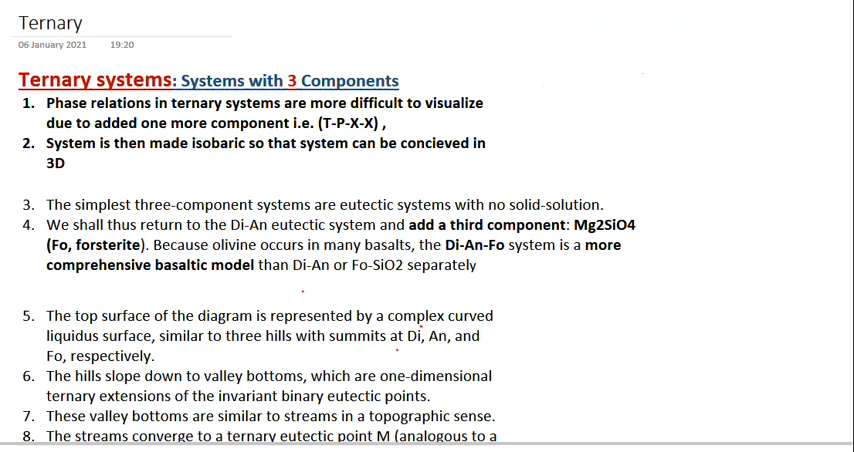 Ternary
06 January 2021 19:20
Ternary systems: Systems with 3 Components
1. Phase relations in ternary systems are more difficult to visualize
due to added one more component i.e. (T-P-X-X) ,
2. System is then made isobaric so that system can be concieved in
3D
3. The simplest three-component systems are eutectic systems with no solid-solution.
4. We shall thus return to the Di-An eutectic system and add a third component: Mg2SiO4
(Fo, forsterite). Because olivine occurs in many basalts, the Di-An-Fo system is a more
comprehensive basaltic model than Di-An or Fo-SiO2 separately
5. The top surface of the diagram is represented by a complex curved
liquidus surface, similar to three hills with summits at Di, An, and
Fo, respectively.
6. The hills slope down to valley bottoms, which are one-dimensional
ternary extensions of the invariant binary eutectic points.
7. These valley bottoms are similar to streams in a topographic sense.
8. The streams converge to a ternary eutectic point M (analogous to a